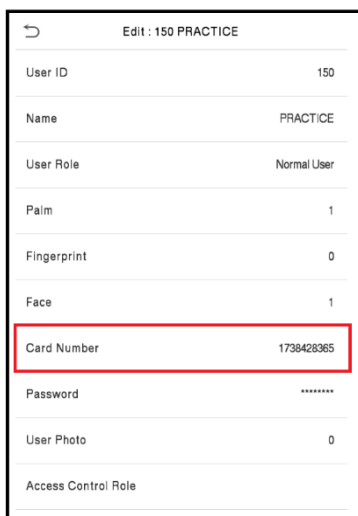 Edit : 150 PRACTICE
User ID 150
Name PRACTICE
User Role Normal User
Palm 1
Fingerprint 0
Face 1
Card Number 1738428365
Password ********
User Photo 0
Access Control Role